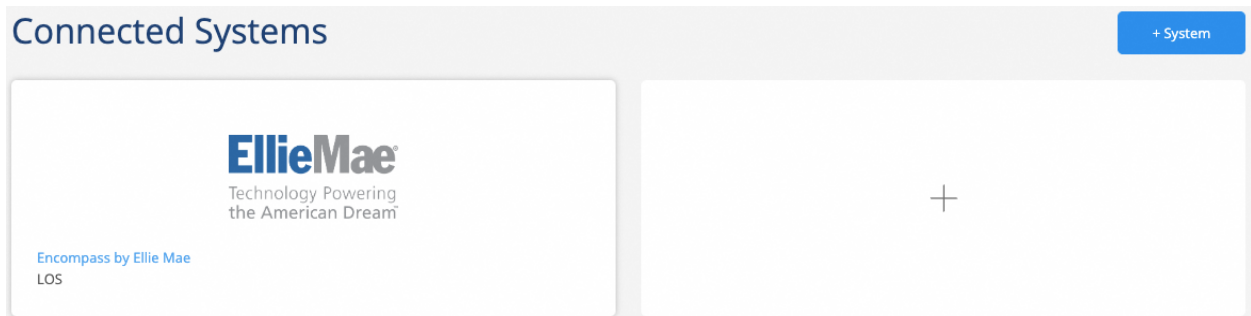 Connected Systems
+ System
EllieMae®
Technology Powering
the American Dream™
Encompass by Ellie Mae
LOS